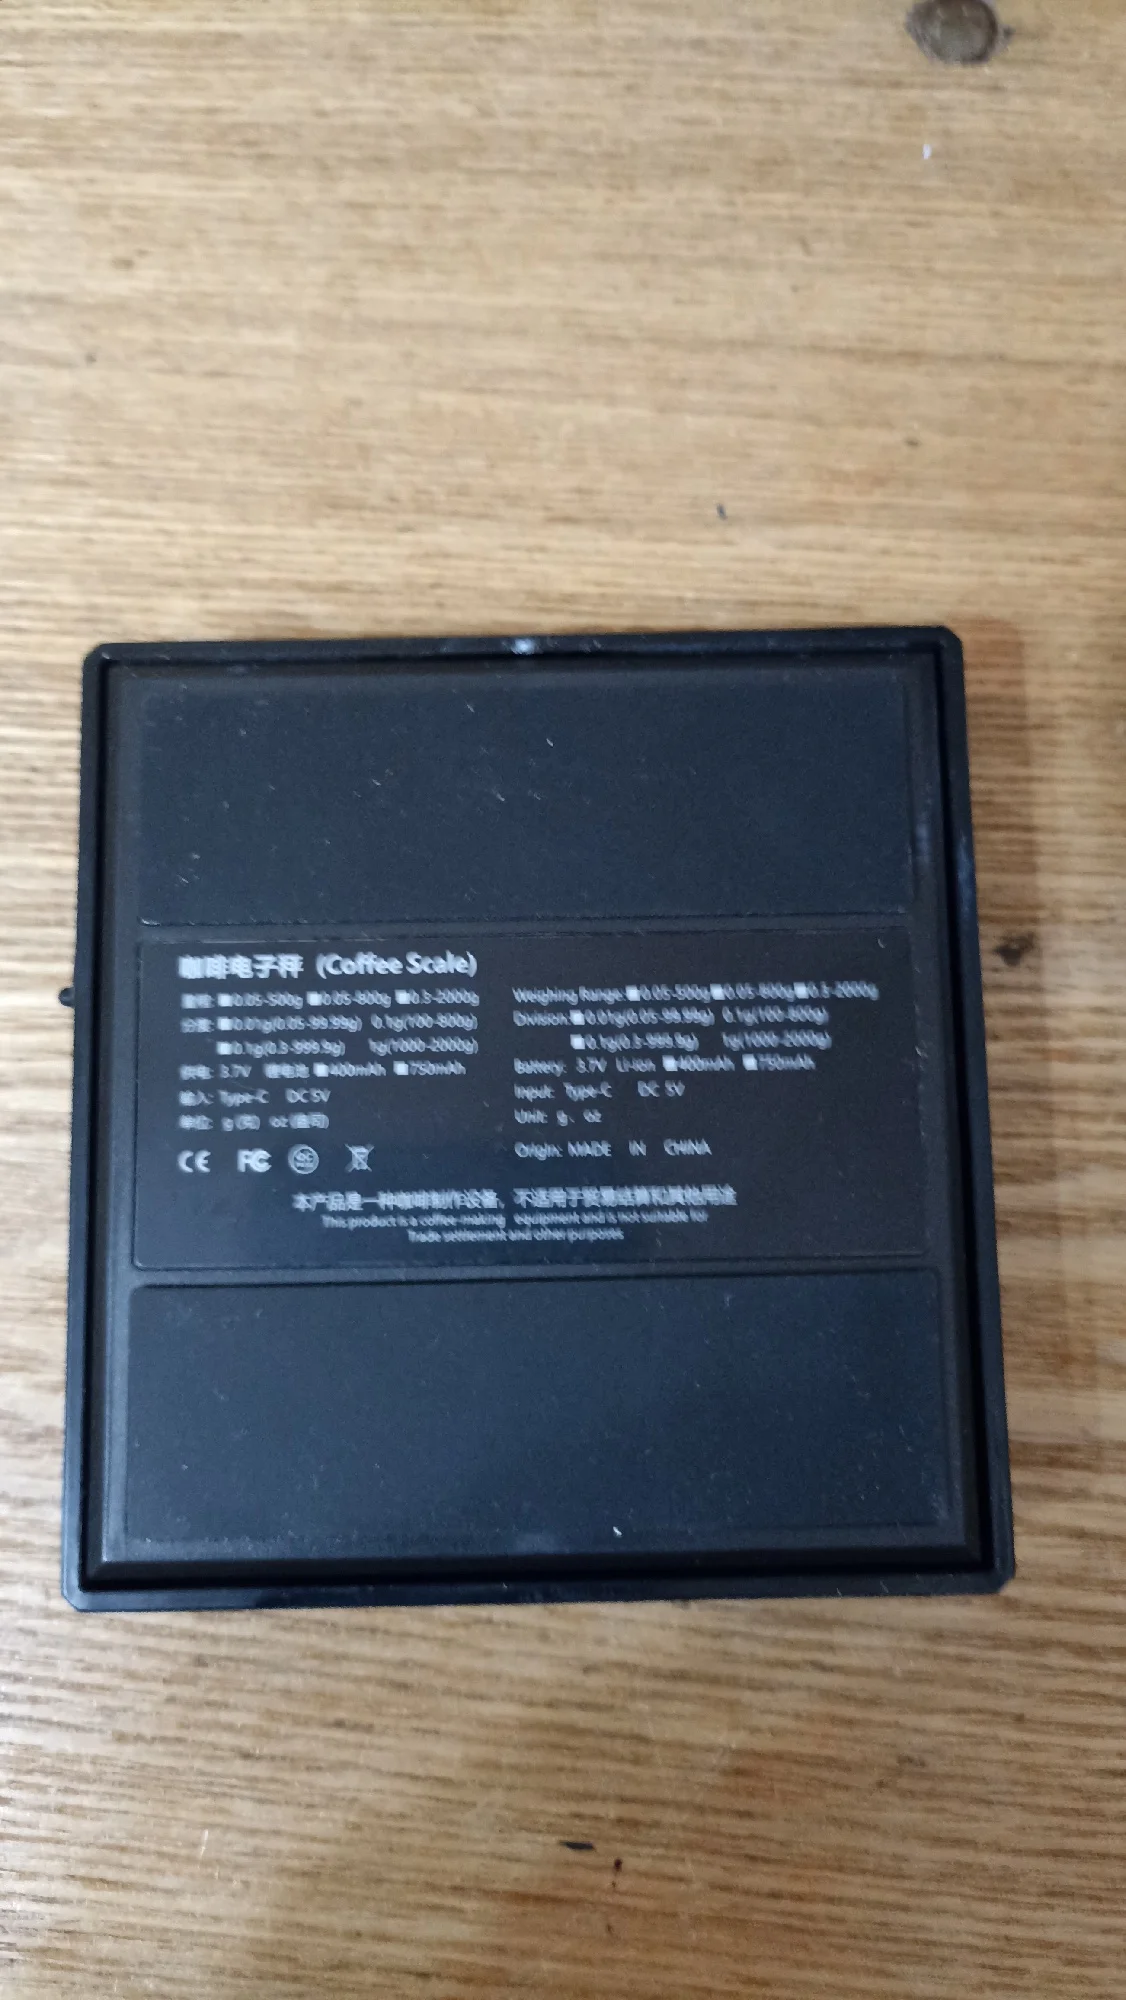 咖啡电子秤 (Coffee Scale)
量程: ■0.05-500g ■0.05-800g ■0.3-2000g
分度: ■0.01g(0.05-99.99g) 0.1g(100-800g)
■0.1g(0.3-999.9g) 1g(1000-2000g)
供电: 3.7V 锂电池 ■400mAh ■750mAh
输入: Type-C DC 5V
单位: g (克) oz (盎司)
CE FC
Weighing Range: ■0.05-500g ■0.05-800g ■0.3-2000g
Division: ■0.01g(0.05-99.99g) 0.1g(100-800g)
■0.1g(0.3-999.9g) 1g(1000-2000g)
Battery: 3.7V Li-ion ■400mAh ■750mAh
Input: Type-C DC 5V
Unit: g、oz
Origin: MADE IN CHINA
本产品是一种咖啡制作设备，不适用于贸易结算和其他用途
This product is a coffee-making equipment and is not suitable for
Trade settlement and other purposes